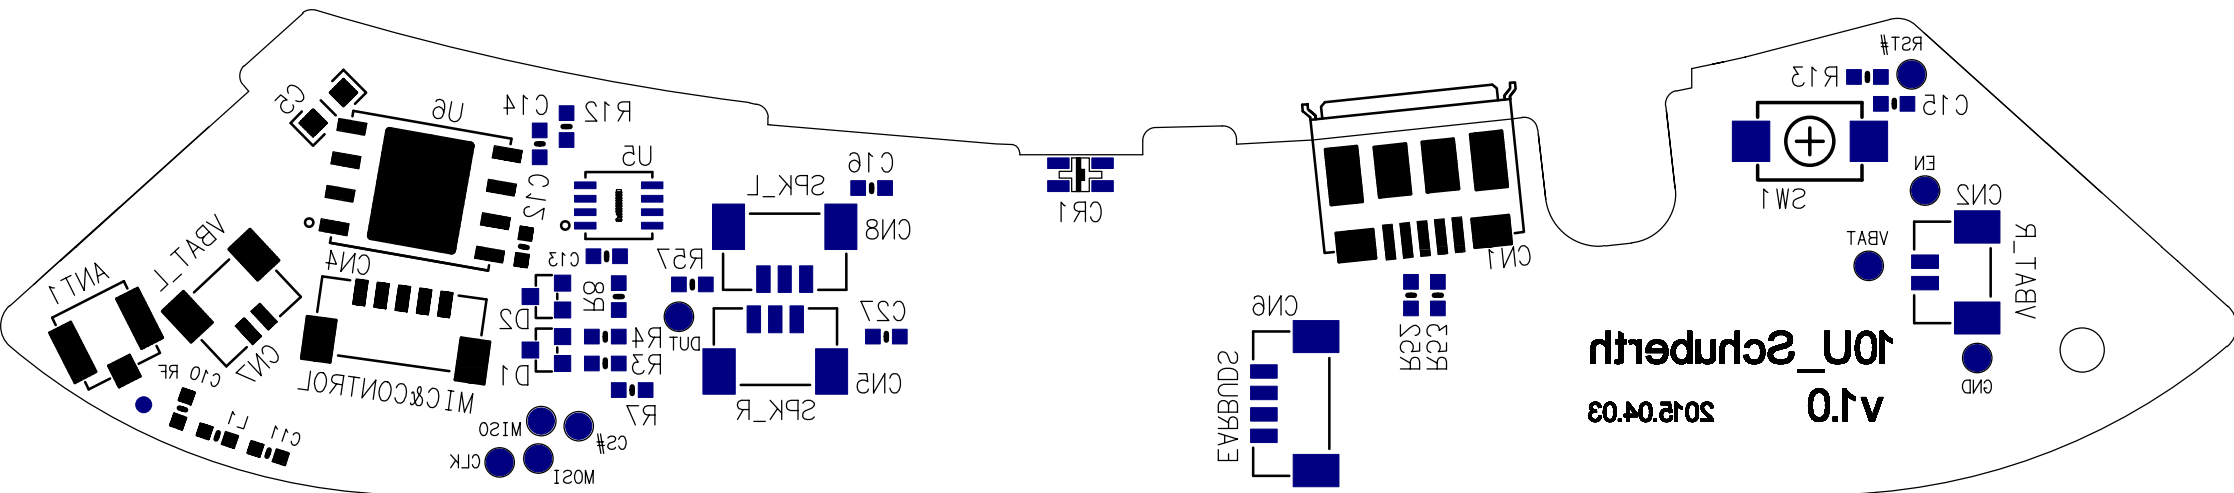 RST#
R13
C15
C5
U6
C14
R12
U5
C16
SPK_L
EN
C12
CN2
SW1
CR1
CN8
VBAT_L
VBAT
VBAT_R
CN4
C13
R57
CN1
ANT1
R8
D2
CN6
C27
R4
DUT
R52
R53
10U_Schuberth
CN7
R3
D1
C10 RF
MIC&CONTROL
CN5
GND
EARBUDS
R7
SPK_R
v1.0
2015.04.03
L1
C11
MISO
CS#
CLK
MOSI